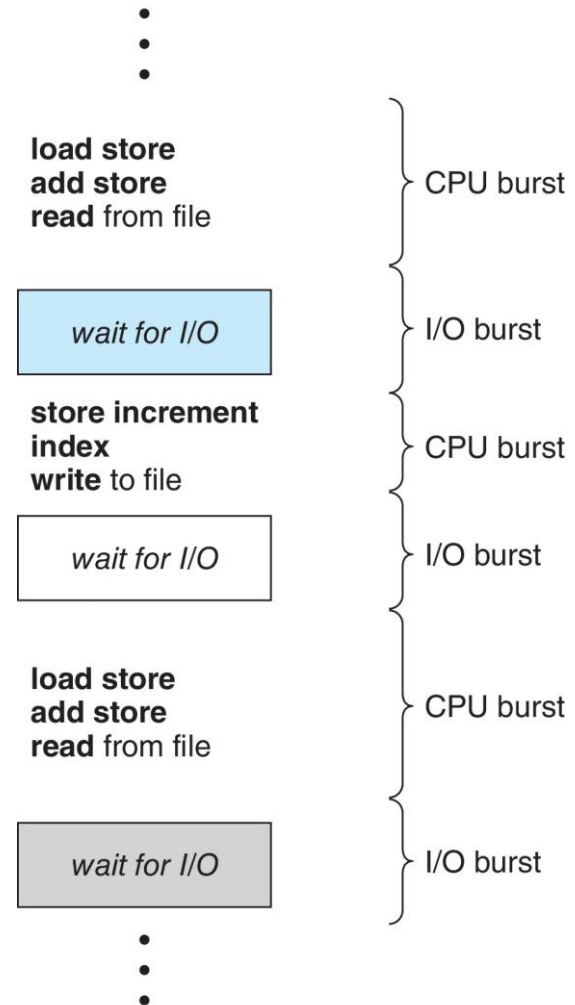 load store
add store
read from file
CPU burst
wait for I/O
I/O burst
store increment
index
write to file
CPU burst
wait for I/O
I/O burst
load store
add store
read from file
CPU burst
wait for I/O
I/O burst